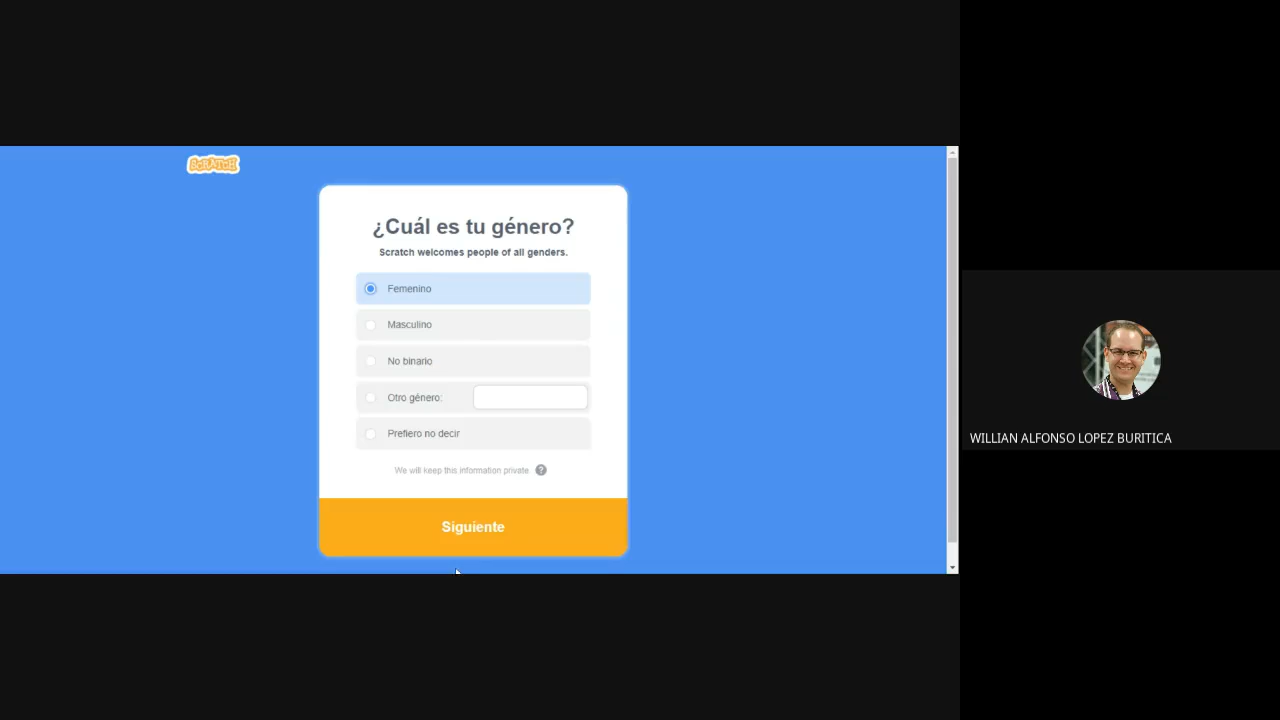 SCRATCH
¿Cuál es tu género?
Scratch welcomes people of all genders.
Femenino
Masculino
No binario
Otro género:
Prefiero no decir
We will keep this information private ?
Siguiente
WILLIAN ALFONSO LOPEZ BURITICA